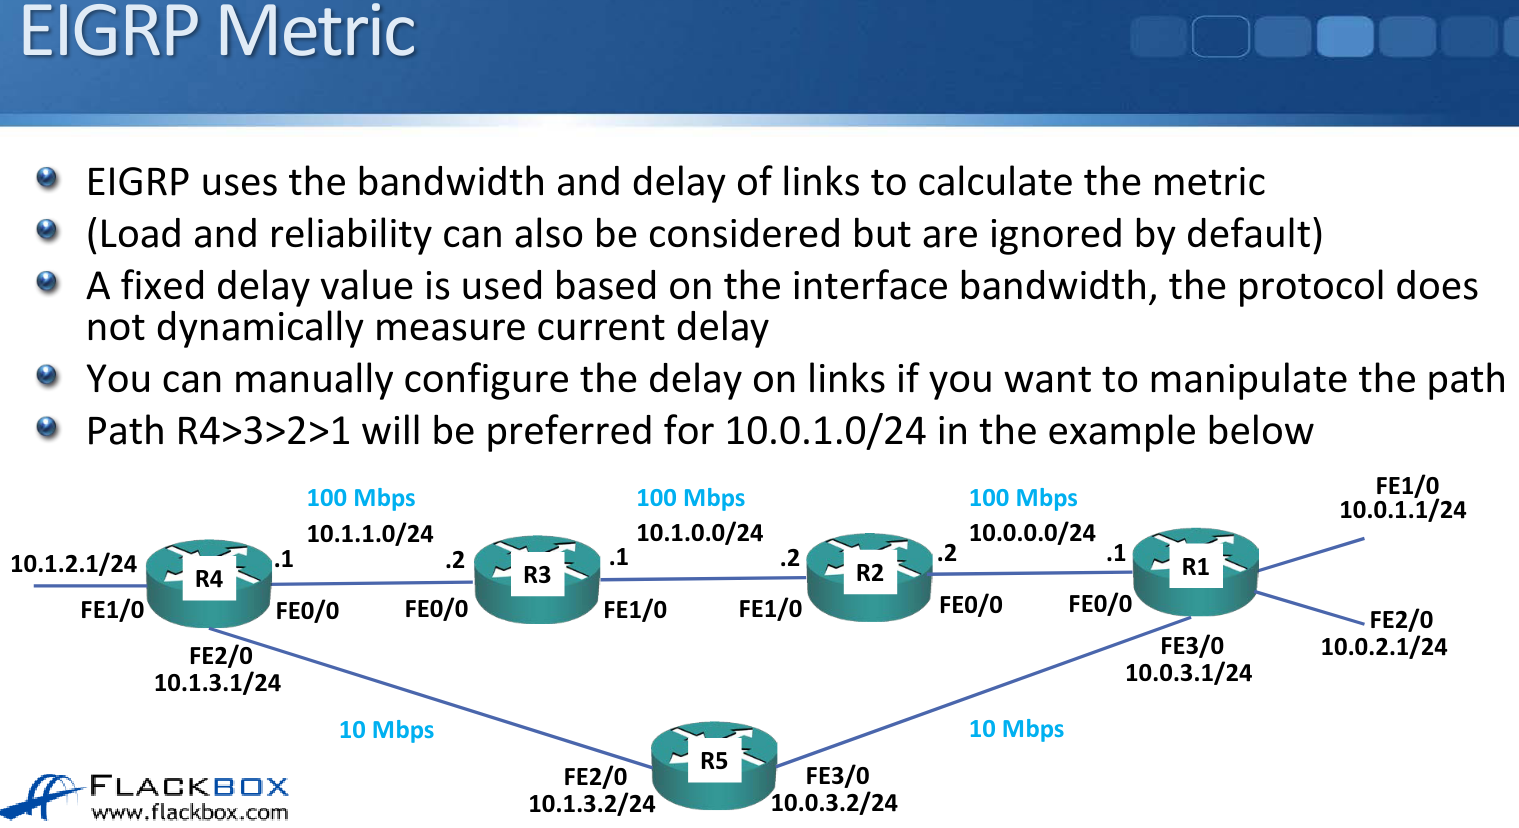 EIGRP Metric
EIGRP uses the bandwidth and delay of links to calculate the metric
(Load and reliability can also be considered but are ignored by default)
A fixed delay value is used based on the interface bandwidth, the protocol does
not dynamically measure current delay
You can manually configure the delay on links if you want to manipulate the path
Path R4>3>2>1 will be preferred for 10.0.1.0/24 in the example below
100 Mbps
10.1.1.0/24
100 Mbps
10.1.0.0/24
100 Mbps
10.0.0.0/24
FE1/0
10.0.1.1/24
10.1.2.1/24
FE1/0
R4
.1
FE0/0
.2
FE0/0
R3
.1
FE1/0
.2
FE1/0
R2
.2
FE0/0
.1
FE0/0
R1
FE2/0
10.0.2.1/24
FE2/0
10.1.3.1/24
FE3/0
10.0.3.1/24
10 Mbps
10 Mbps
R5
FE2/0
10.1.3.2/24
FE3/0
10.0.3.2/24
FLACKBOX
www.flackbox.com